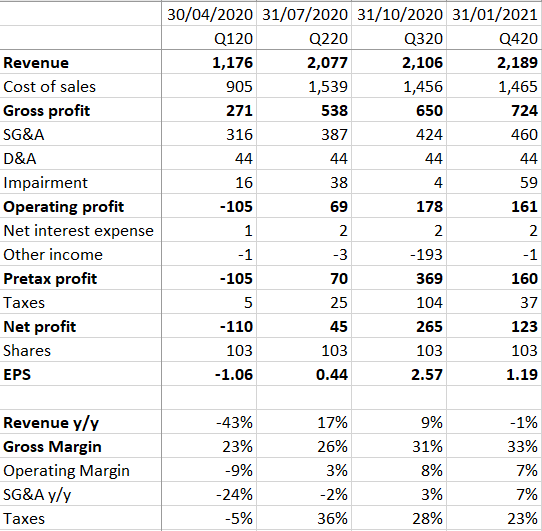 30/04/2020 31/07/2020 31/10/2020 31/01/2021
Q120 Q220 Q320 Q420
Revenue 1,176 2,077 2,106 2,189
Cost of sales 905 1,539 1,456 1,465
Gross profit 271 538 650 724
SG&A 316 387 424 460
D&A 44 44 44 44
Impairment 16 38 4 59
Operating profit -105 69 178 161
Net interest expense 1 2 2 2
Other income -1 -3 -193 -1
Pretax profit -105 70 369 160
Taxes 5 25 104 37
Net profit -110 45 265 123
Shares 103 103 103 103
EPS -1.06 0.44 2.57 1.19
Revenue y/y -43% 17% 9% -1%
Gross Margin 23% 26% 31% 33%
Operating Margin -9% 3% 8% 7%
SG&A y/y -24% -2% 3% 7%
Taxes -5% 36% 28% 23%